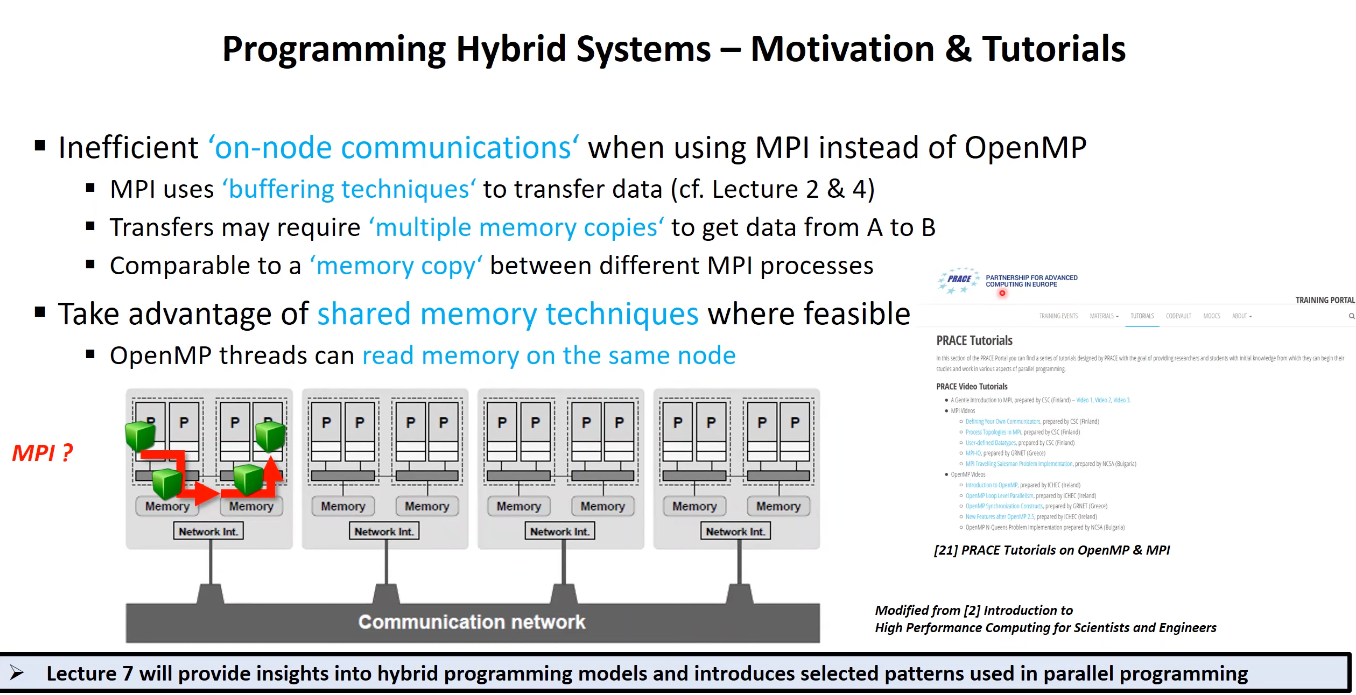 Programming Hybrid Systems – Motivation & Tutorials
▪ Inefficient ‘on-node communications‘ when using MPI instead of OpenMP
▪ MPI uses ‘buffering techniques‘ to transfer data (cf. Lecture 2 & 4)
▪ Transfers may require ‘multiple memory copies‘ to get data from A to B
▪ Comparable to a ‘memory copy‘ between different MPI processes
▪ Take advantage of shared memory techniques where feasible
▪ OpenMP threads can read memory on the same node
MPI ?
P P P P P P P P P P P P P P P P
Memory Memory Memory Memory Memory Memory Memory Memory
Network Int. Network Int. Network Int. Network Int.
Communication network
PRACE
PARTNERSHIP FOR ADVANCED
COMPUTING IN EUROPE
TRAINING PORTAL
TRAINING EVENTS MATERIALS TUTORIALS CODEVAULT MOOCS ABOUT
PRACE Tutorials
In this section of the PRACE Portal you can find a series of tutorials designed by PRACE with the goal of providing researchers and students with initial knowledge from which they can begin their
studies and work in various aspects of parallel programming.
PRACE Video Tutorials
A Gentle Introduction to MPI, prepared by CSC (Finland) – Video 1, Video 2, Video 3.
MPI Videos
Defining Your Own Communicators, prepared by CSC (Finland)
Process Topologies in MPI, prepared by CSC (Finland)
User-defined Datatypes, prepared by CSC (Finland)
MPI-IO, prepared by GRNET (Greece)
MPI Travelling Salesman Problem Implementation, prepared by NCSA (Bulgaria)
OpenMP Videos
Introduction to OpenMP, prepared by ICHEC (Ireland)
OpenMP Loop Level Parallelism, prepared by ICHEC (Ireland)
OpenMP Synchronisation Constructs, prepared by GRNET (Greece)
New Features after OpenMP 2.5, prepared by ICHEC (Ireland)
OpenMP N Queens Problem Implementation prepared by NCSA (Bulgaria)
[21] PRACE Tutorials on OpenMP & MPI
Modified from [2] Introduction to
High Performance Computing for Scientists and Engineers
➢ Lecture 7 will provide insights into hybrid programming models and introduces selected patterns used in parallel programming